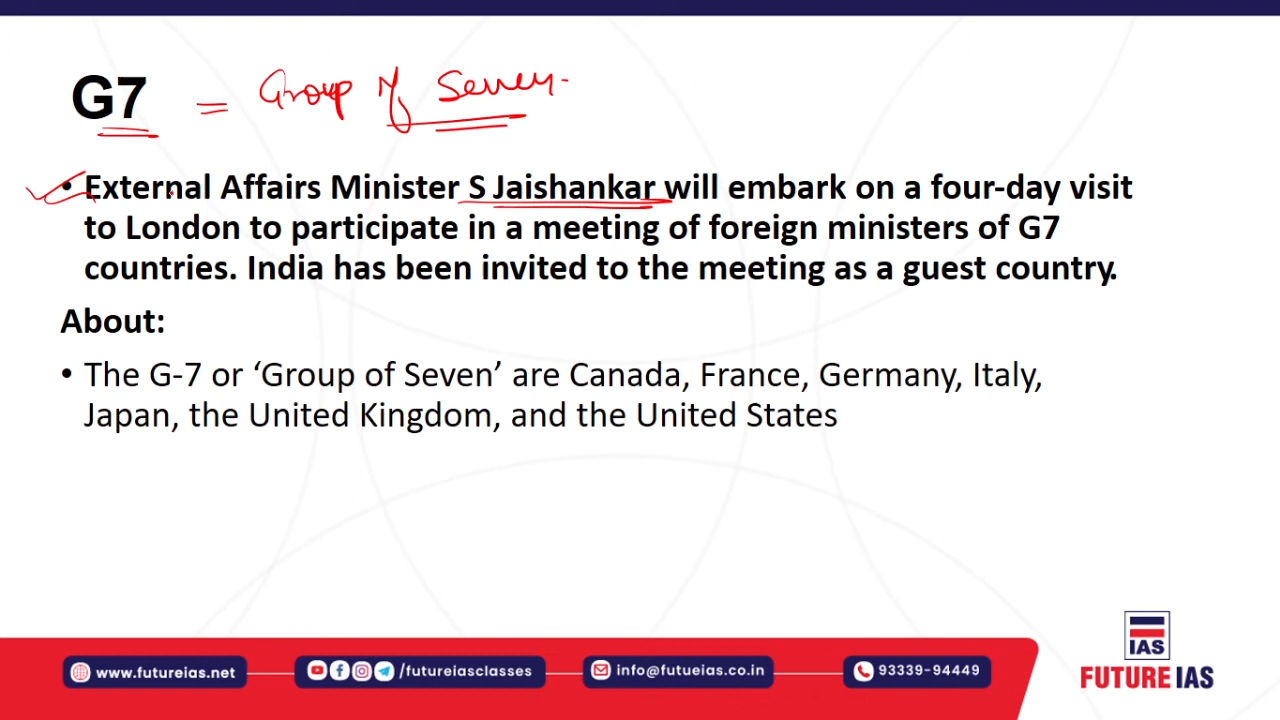 G7 = Group of Seven.
• External Affairs Minister S Jaishankar will embark on a four-day visit
to London to participate in a meeting of foreign ministers of G7
countries. India has been invited to the meeting as a guest country.
About:
• The G-7 or ‘Group of Seven’ are Canada, France, Germany, Italy,
Japan, the United Kingdom, and the United States
IAS
www.futureias.net /futureiasclasses info@futueias.co.in 93339-94449 FUTURE IAS